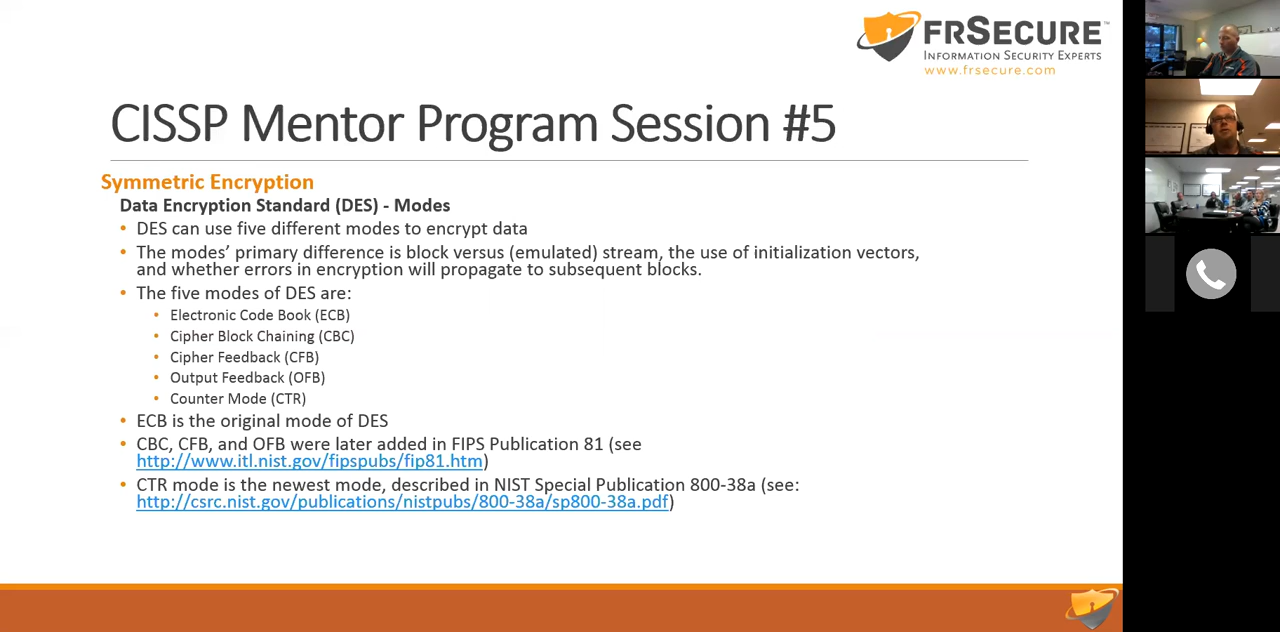 FRSECURE™
INFORMATION SECURITY EXPERTS
www.frsecure.com
CISSP Mentor Program Session #5
Symmetric Encryption
Data Encryption Standard (DES) - Modes
• DES can use five different modes to encrypt data
• The modes’ primary difference is block versus (emulated) stream, the use of initialization vectors,
and whether errors in encryption will propagate to subsequent blocks.
• The five modes of DES are:
• Electronic Code Book (ECB)
• Cipher Block Chaining (CBC)
• Cipher Feedback (CFB)
• Output Feedback (OFB)
• Counter Mode (CTR)
• ECB is the original mode of DES
• CBC, CFB, and OFB were later added in FIPS Publication 81 (see
http://www.itl.nist.gov/fipspubs/fip81.htm)
• CTR mode is the newest mode, described in NIST Special Publication 800-38a (see:
http://csrc.nist.gov/publications/nistpubs/800-38a/sp800-38a.pdf)